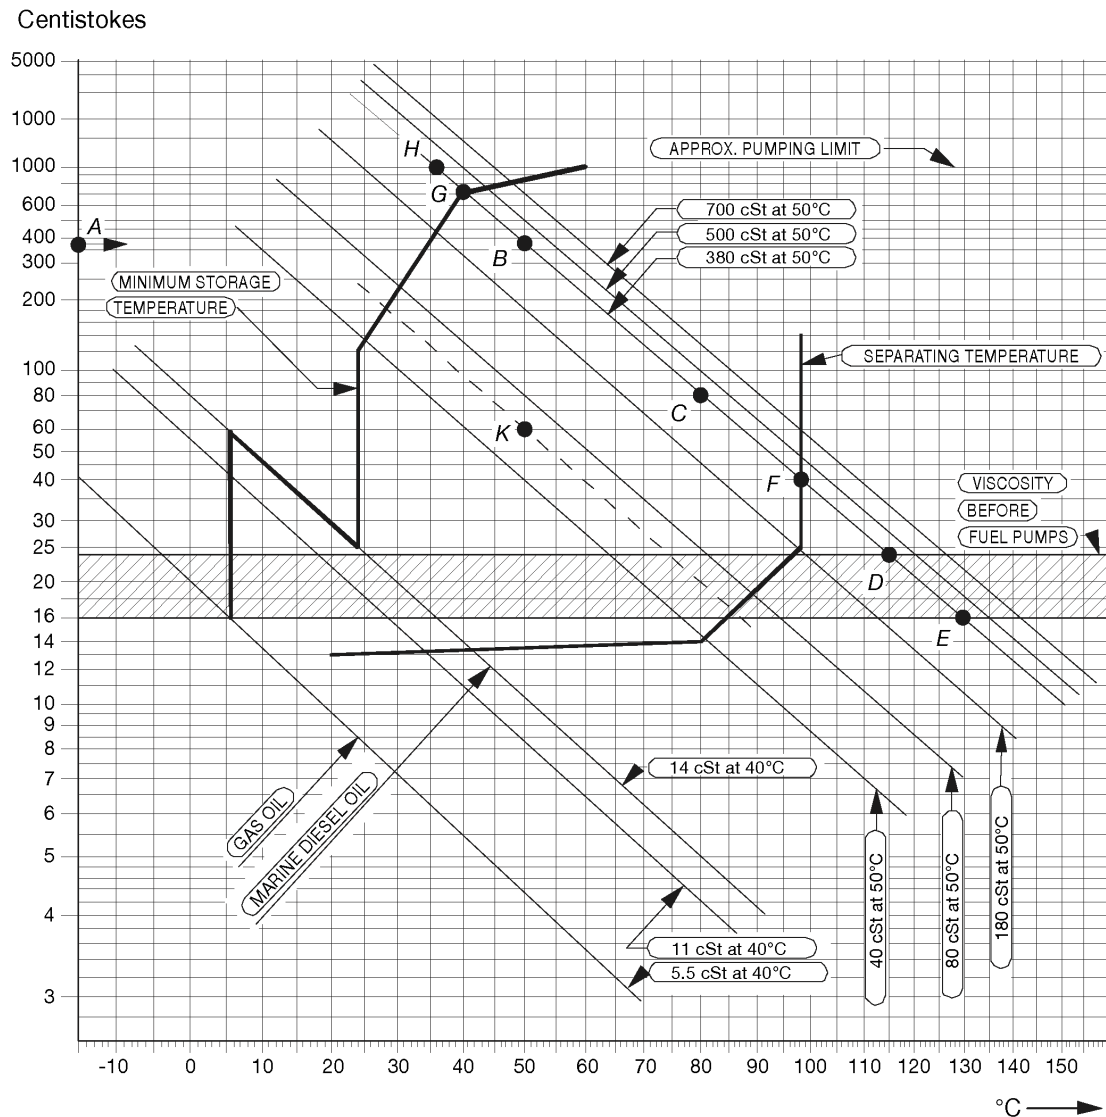 Centistokes
5000
1000
1000
600
400
300
200
100
80
60
50
40
30
25
20
16
14
12
10
9
8
7
6
5
4
3
A
H
G
B
K
C
F
D
E
APPROX. PUMPING LIMIT
700 cSt at 50°C
500 cSt at 50°C
380 cSt at 50°C
MINIMUM STORAGE
TEMPERATURE
SEPARATING TEMPERATURE
VISCOSITY
BEFORE
FUEL PUMPS
GAS OIL
MARINE DIESEL OIL
14 cSt at 40°C
11 cSt at 40°C
5.5 cSt at 40°C
40 cSt at 50°C
80 cSt at 50°C
180 cSt at 50°C
-10 0 10 20 30 40 50 60 70 80 90 100 110 120 130 140 150
°C